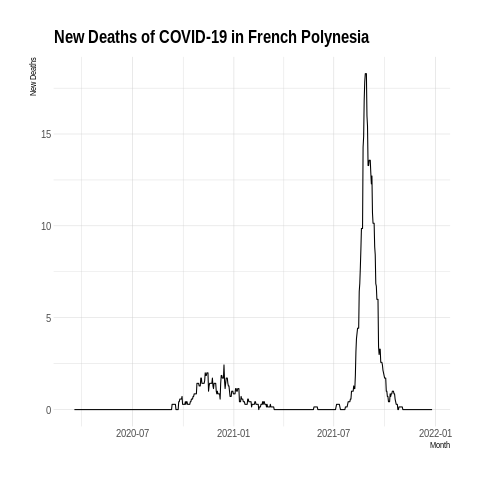 New Deaths of COVID-19 in French Polynesia
New Deaths
15
10
5
0
2020-07
2021-01
2021-07
2022-01
Month